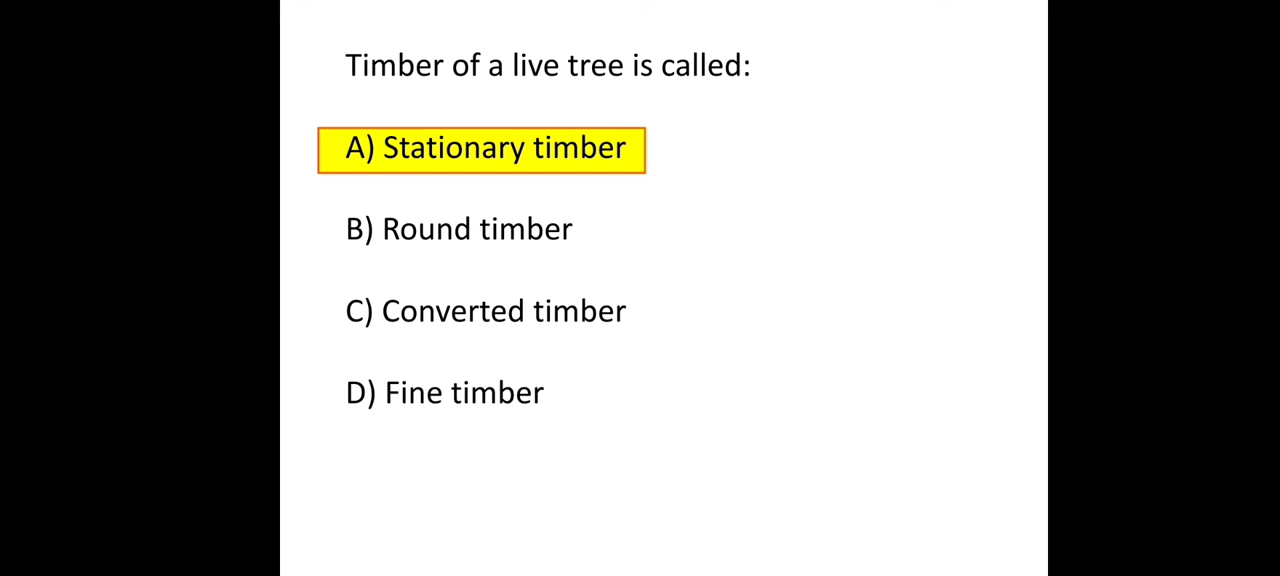 Timber of a live tree is called:
A) Stationary timber
B) Round timber
C) Converted timber
D) Fine timber